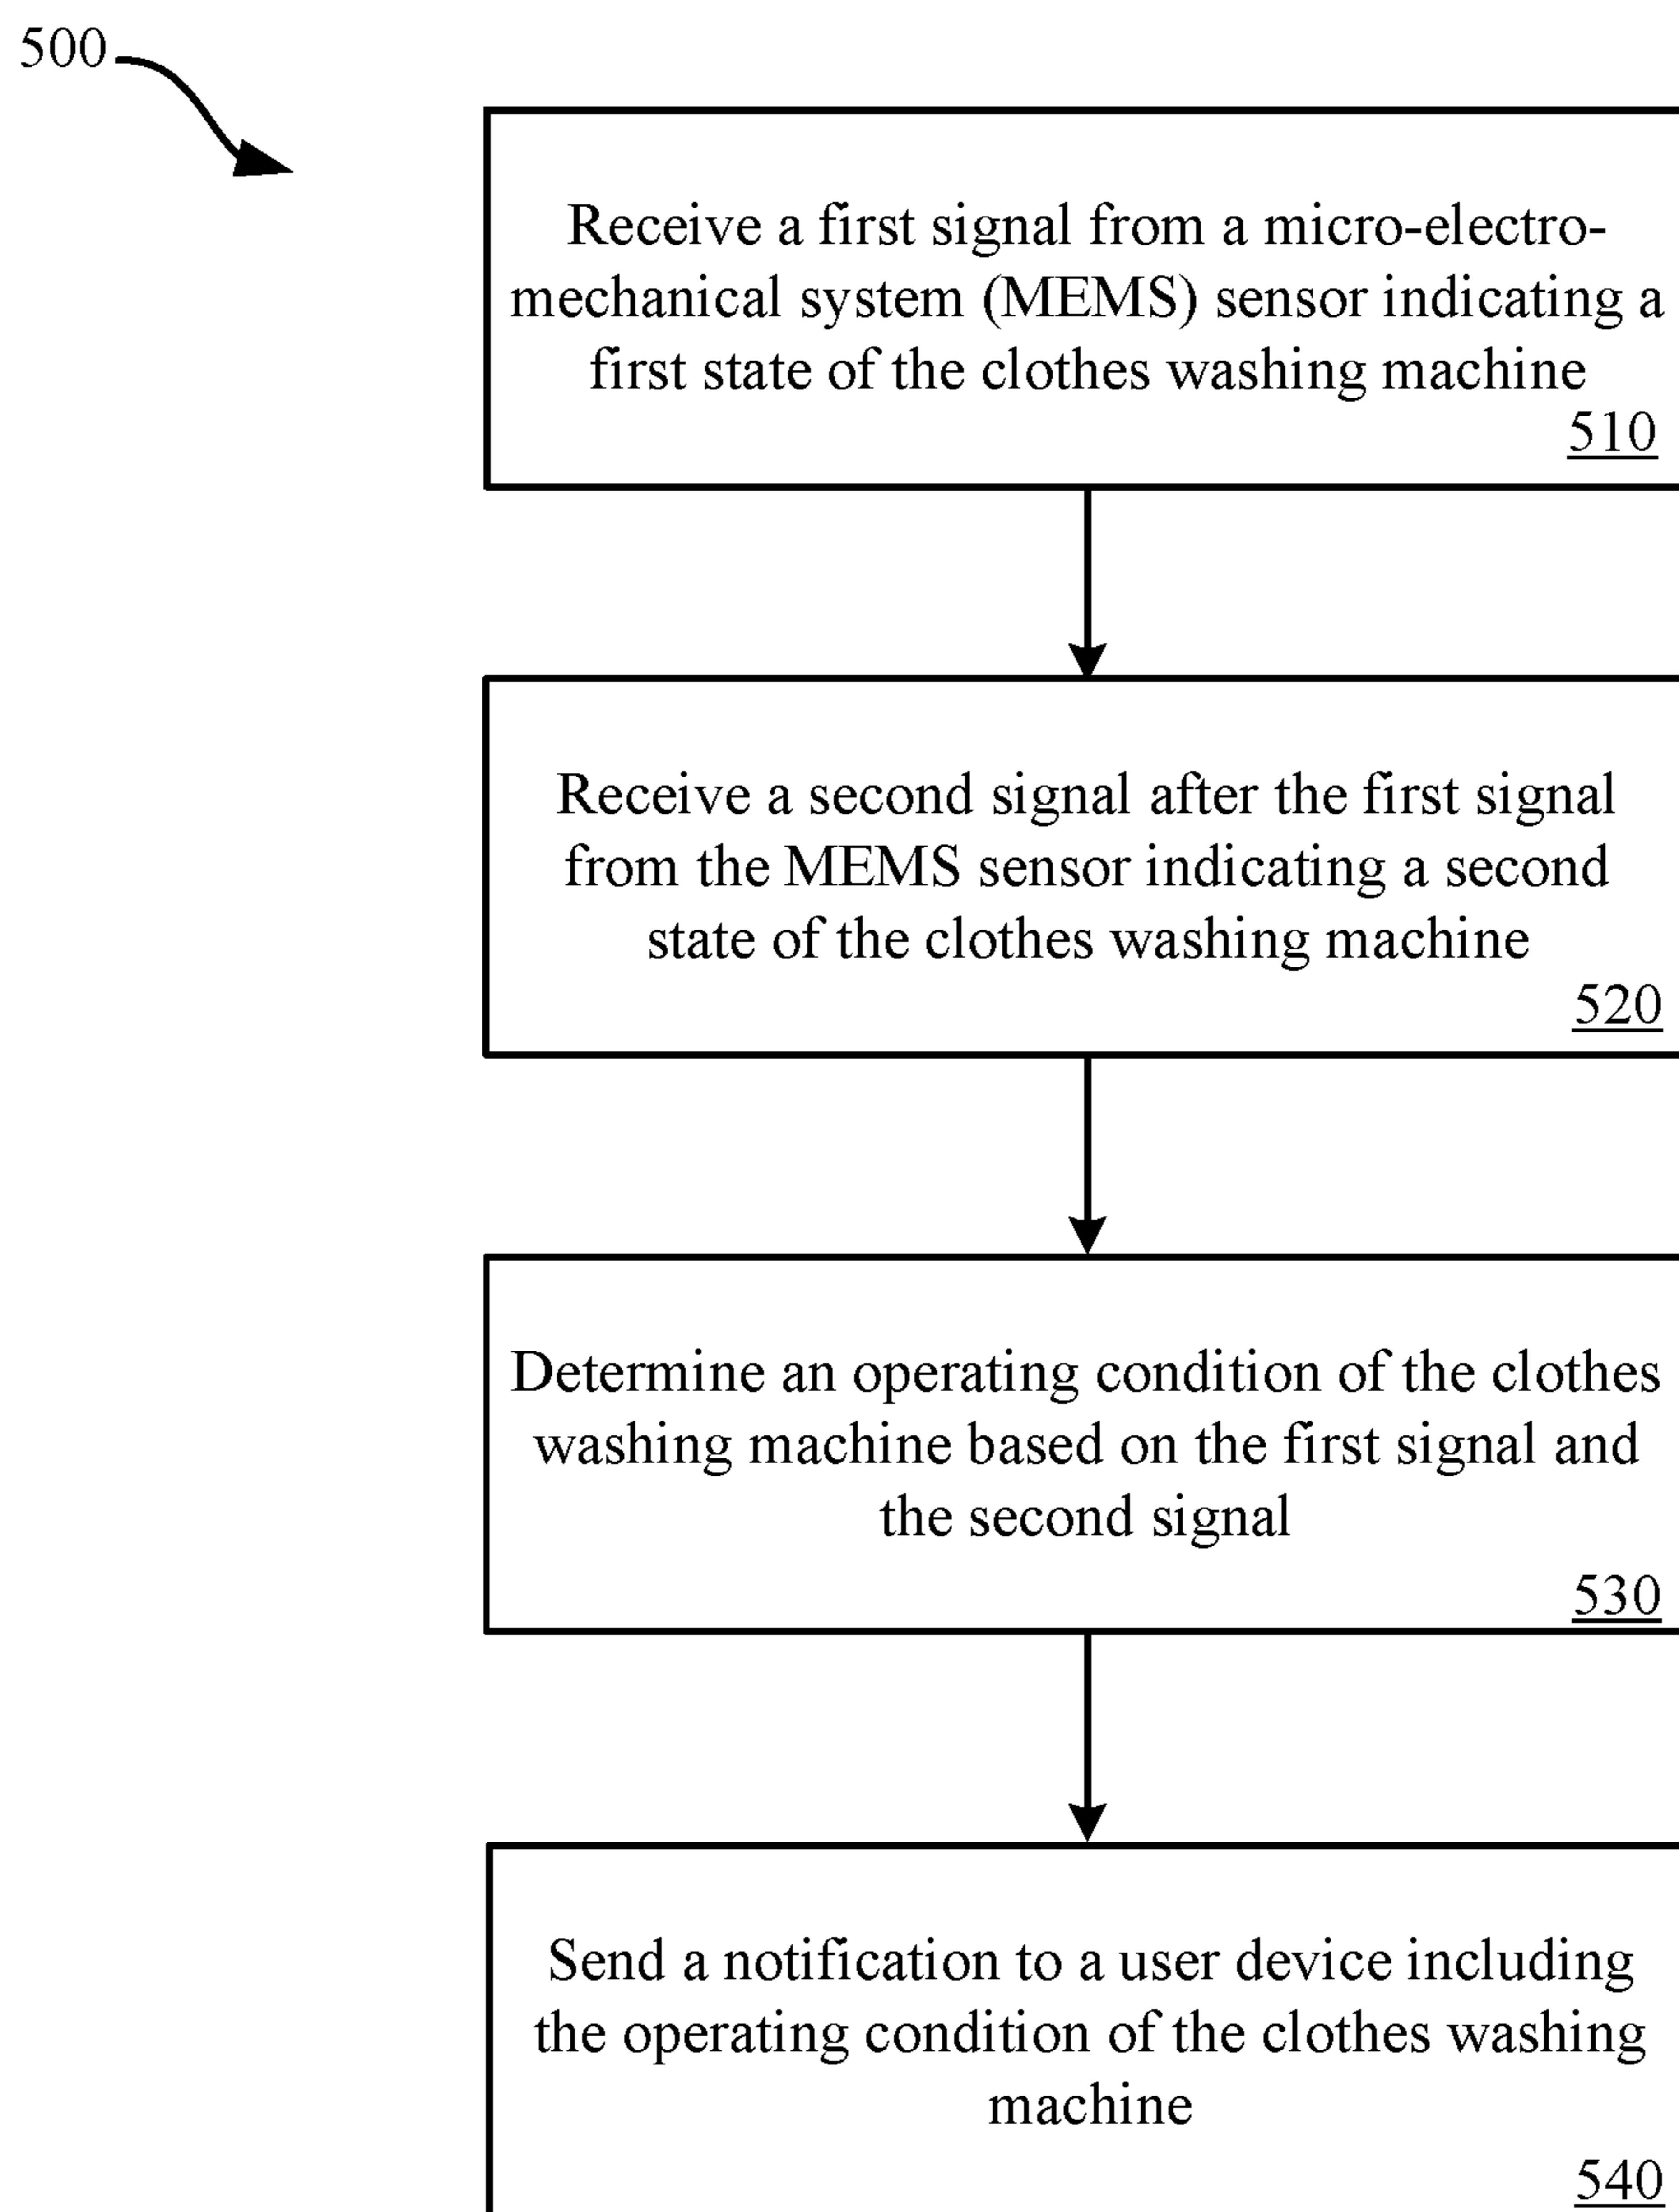 500
Receive a first signal from a micro-electro-
mechanical system (MEMS) sensor indicating a
first state of the clothes washing machine
510
Receive a second signal after the first signal
from the MEMS sensor indicating a second
state of the clothes washing machine
520
Determine an operating condition of the clothes
washing machine based on the first signal and
the second signal
530
Send a notification to a user device including
the operating condition of the clothes washing
machine
540